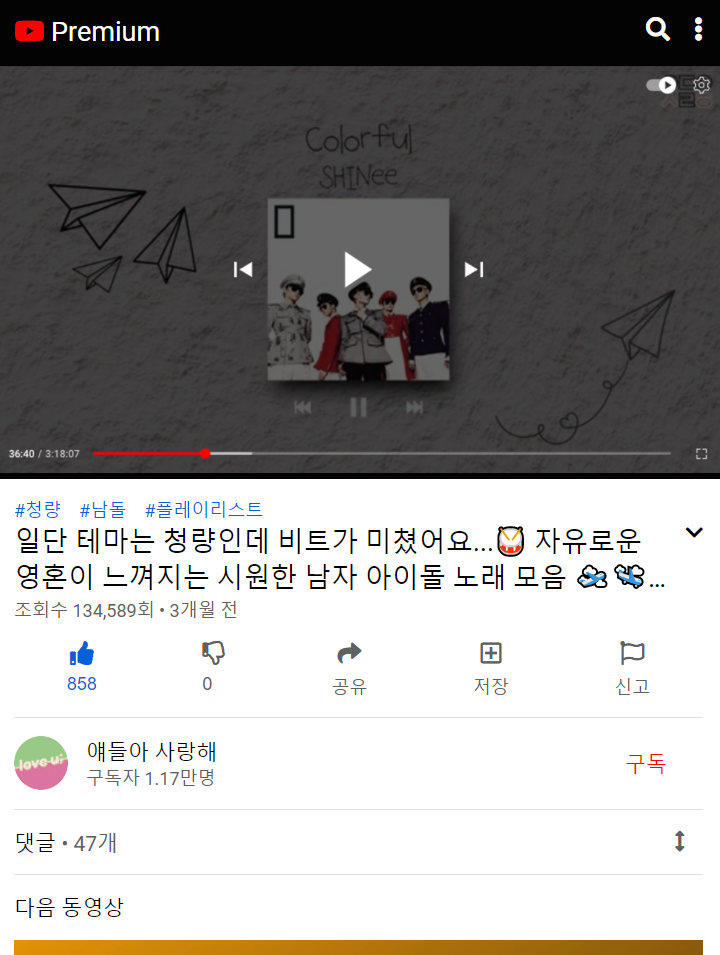 Premium
Colorful
SHINee
36:40 / 3:18:07
#청량 #남돌 #플레이리스트
일단 테마는 청량인데 비트가 미쳤어요...🥁 자유로운
영혼이 느껴지는 시원한 남자 아이돌 노래 모음 🛫 🛬...
조회수 134,589회 • 3개월 전
858 0 공유 저장 신고
love u;
얘들아 사랑해
구독자 1.17만명
구독
댓글 • 47개
다음 동영상